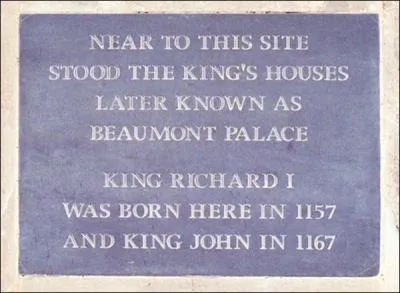 NEAR TO THIS SITE
STOOD THE KING'S HOUSES
LATER KNOWN AS
BEAUMONT PALACE
KING RICHARD I
WAS BORN HERE IN 1157
AND KING JOHN IN 1167